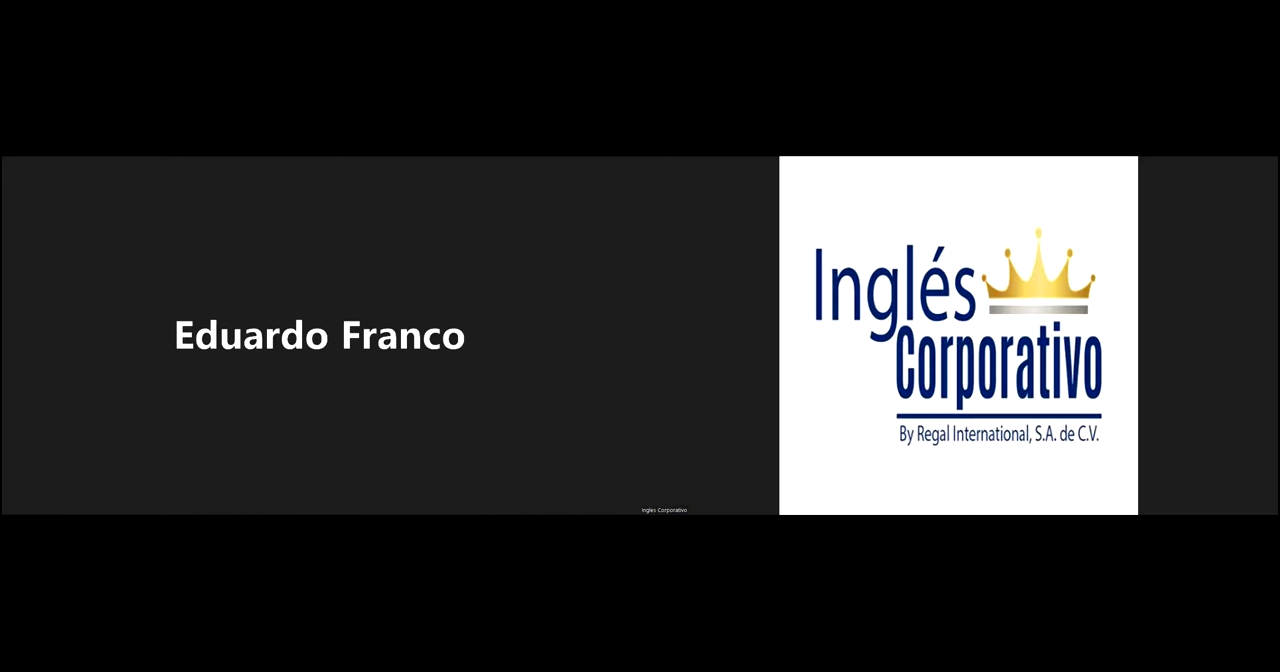 Eduardo Franco
Inglés
Corporativo
By Regal International, S.A. de C.V.
Ingles Corporativo